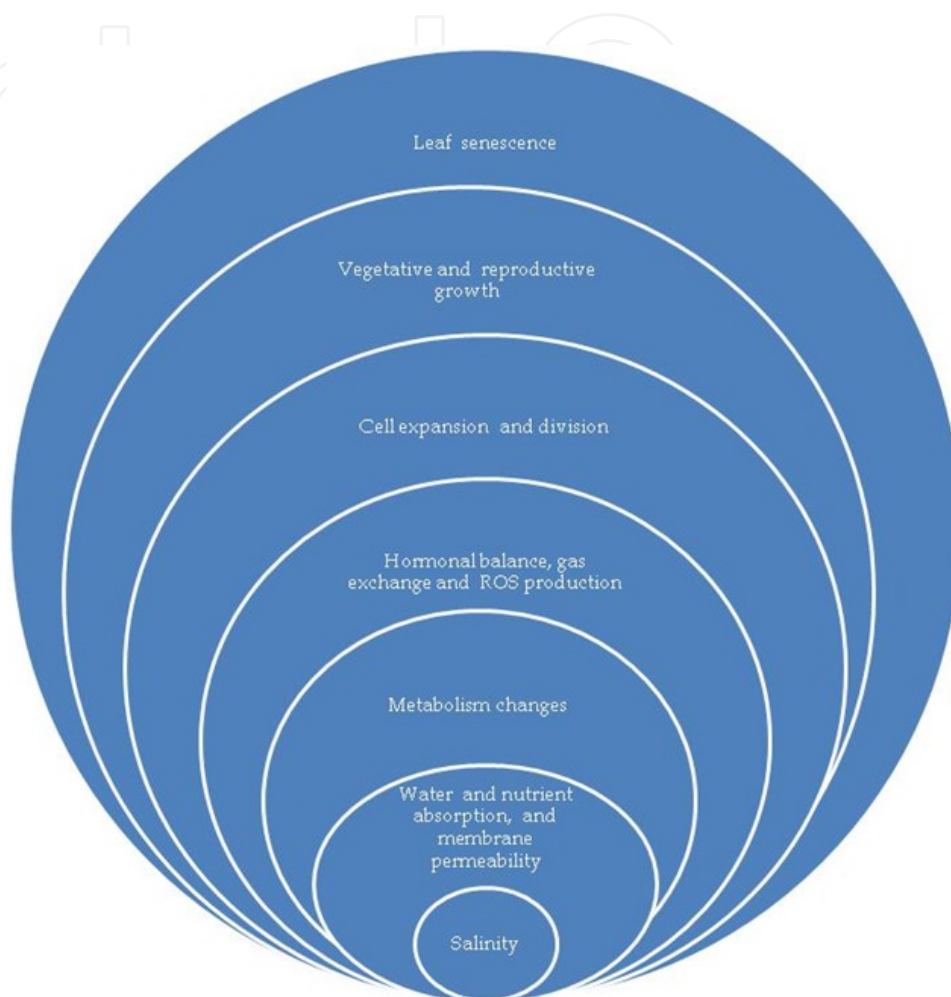 Leaf senescence
Vegetative and reproductive
growth
Cell expansion and division
Hormonal balance, gas
exchange and ROS production
Metabolism changes
Water and nutrient
absorption, and
membrane
permeability
Salinity